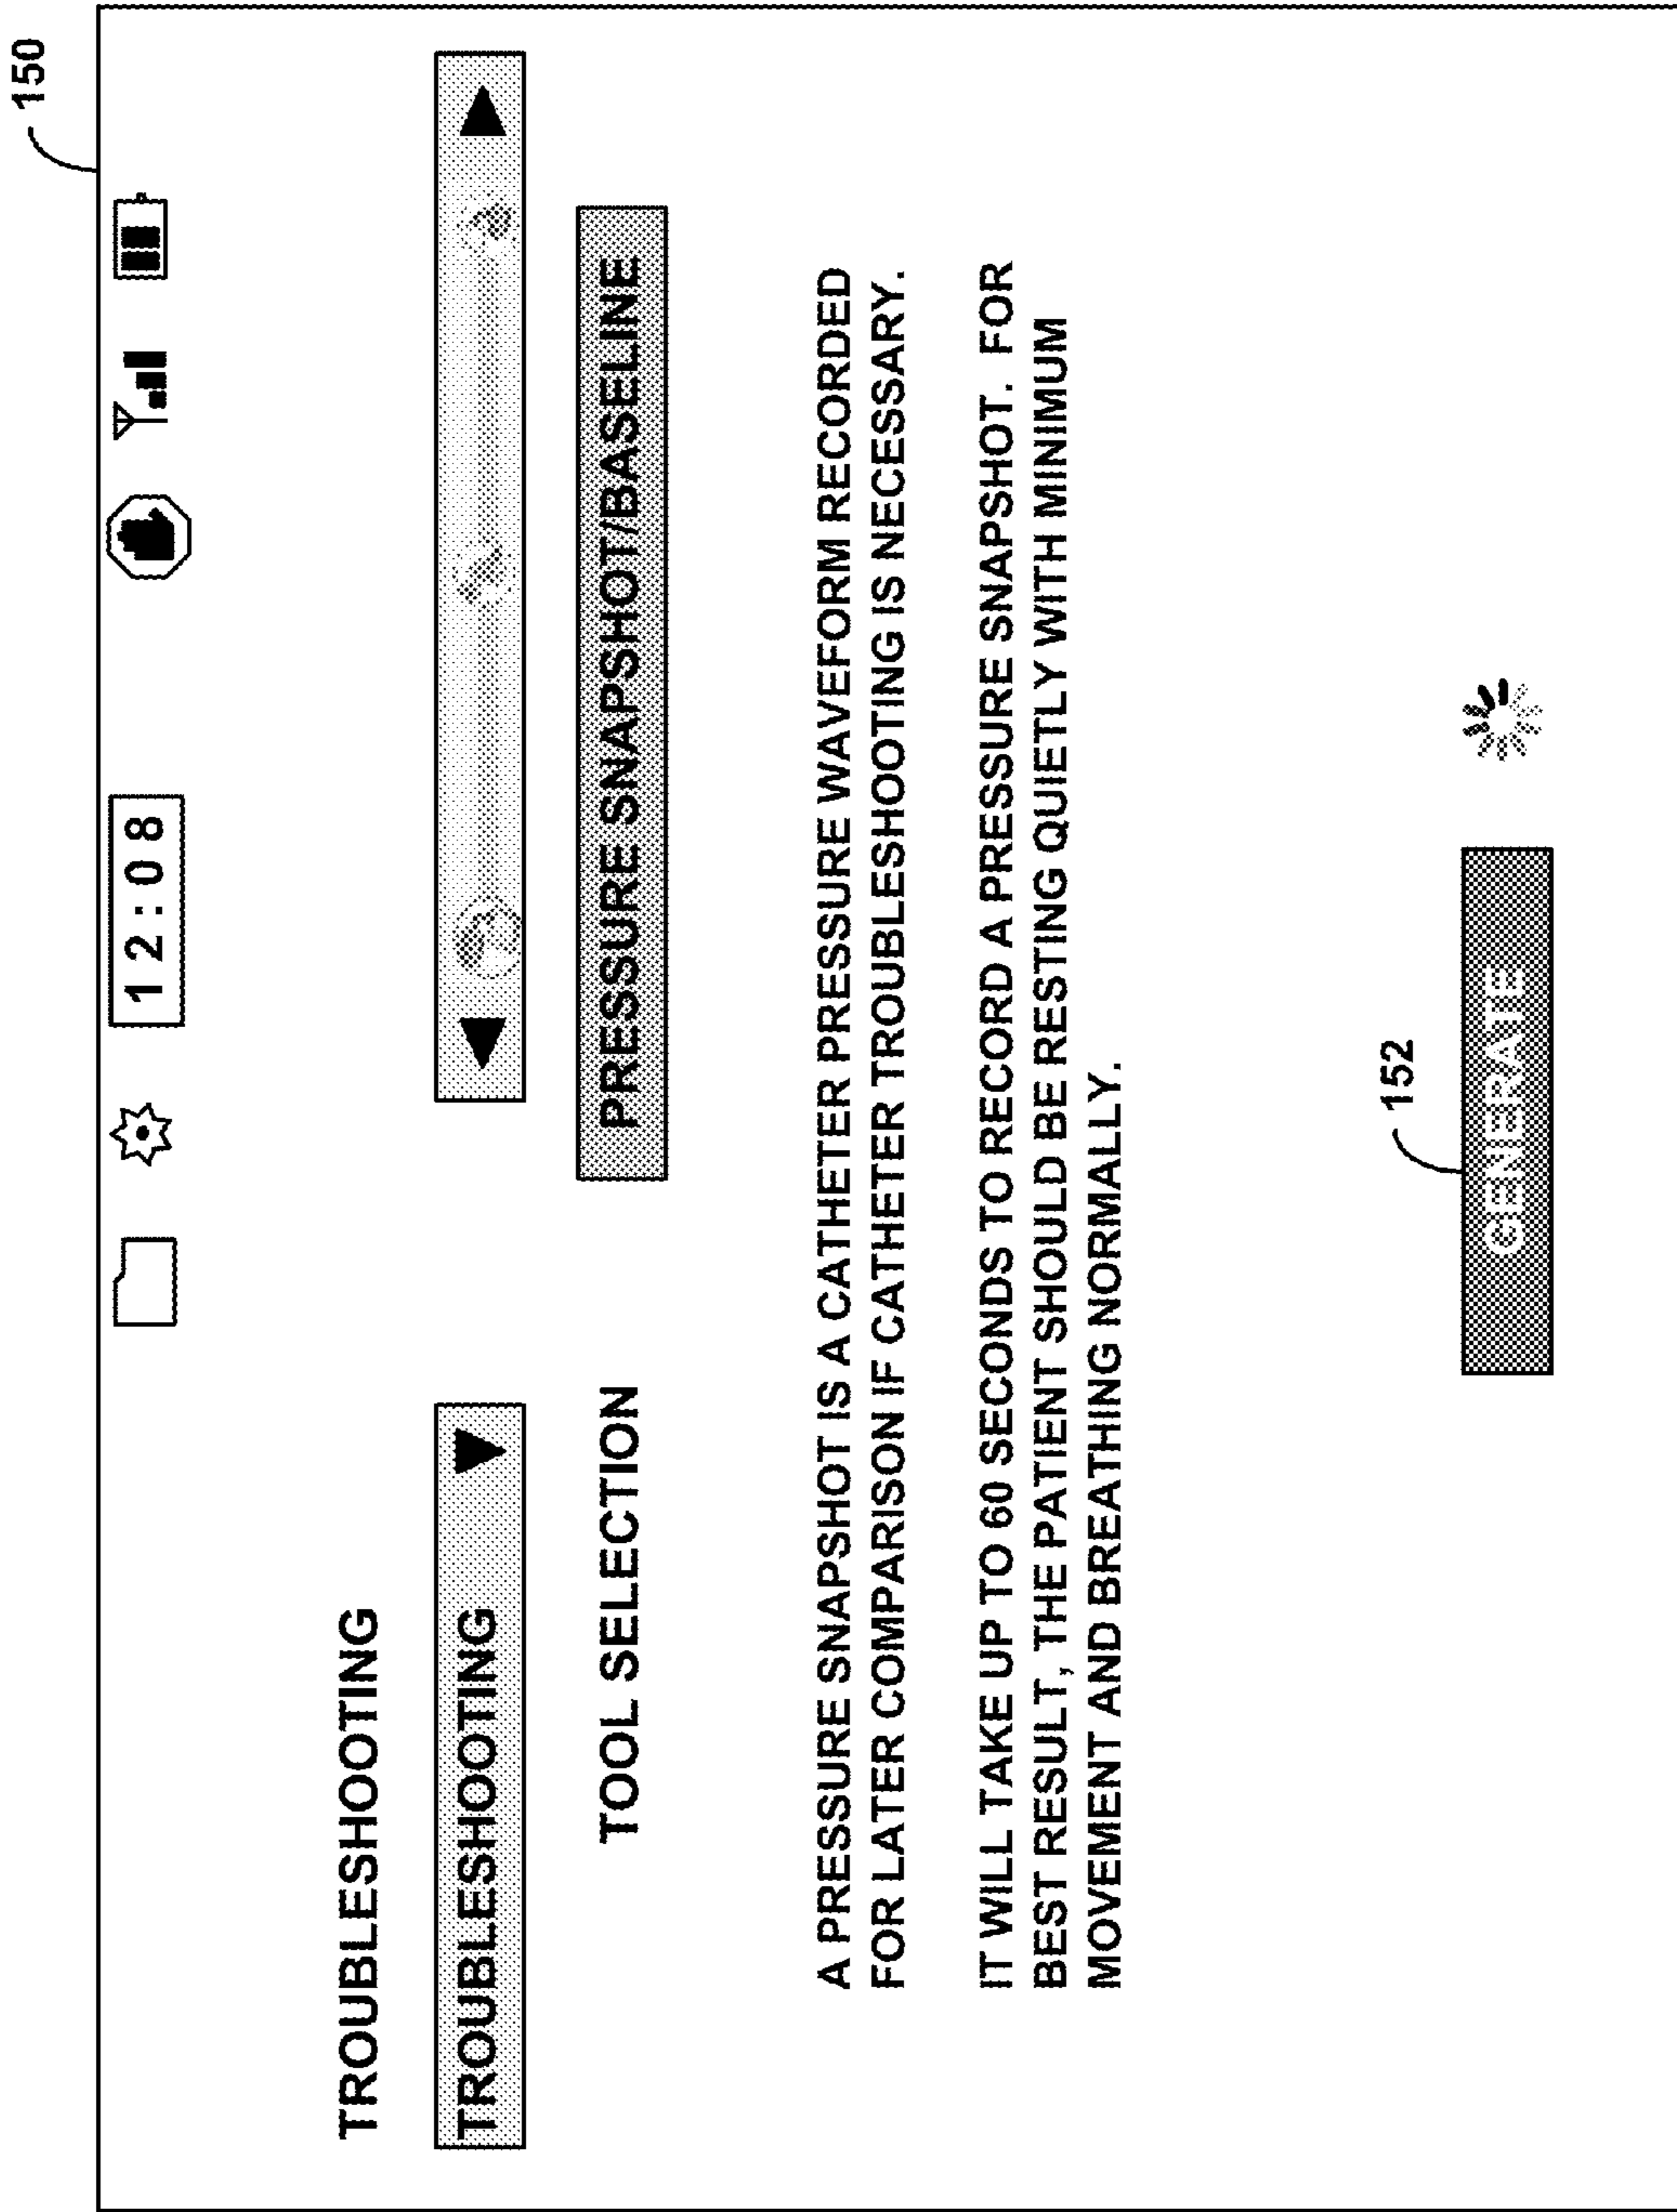 150
12:08
TROUBLESHOOTING
TROUBLESHOOTING
TOOL SELECTION
PRESSURE SNAPSHOT/BASELINE
A PRESSURE SNAPSHOT IS A CATHETER PRESSURE WAVEFORM RECORDED
FOR LATER COMPARISON IF CATHETER TROUBLESHOOTING IS NECESSARY.
IT WILL TAKE UP TO 60 SECONDS TO RECORD A PRESSURE SNAPSHOT. FOR
BEST RESULT, THE PATIENT SHOULD BE RESTING QUIETLY WITH MINIMUM
MOVEMENT AND BREATHING NORMALLY.
152
GENERATE